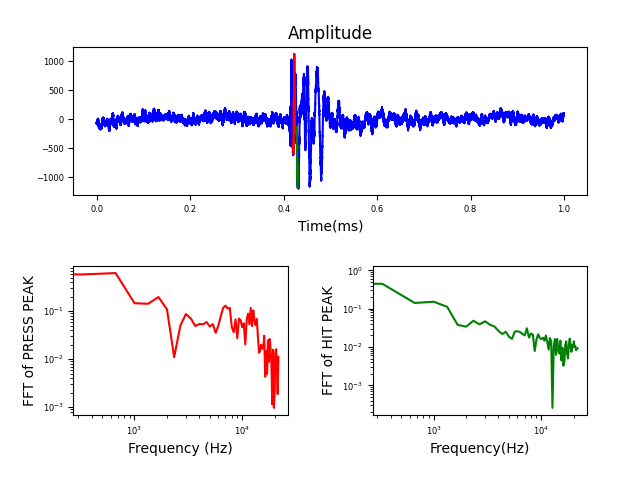 Amplitude
1000
500
0
−500
−1000
0.0 0.2 0.4 0.6 0.8 1.0
Time(ms)
FFT of PRESS PEAK
10⁻¹
10⁻²
10⁻³
10³ 10⁴
Frequency (Hz)
FFT of HIT PEAK
10⁰
10⁻¹
10⁻²
10⁻³
10³ 10⁴
Frequency(Hz)